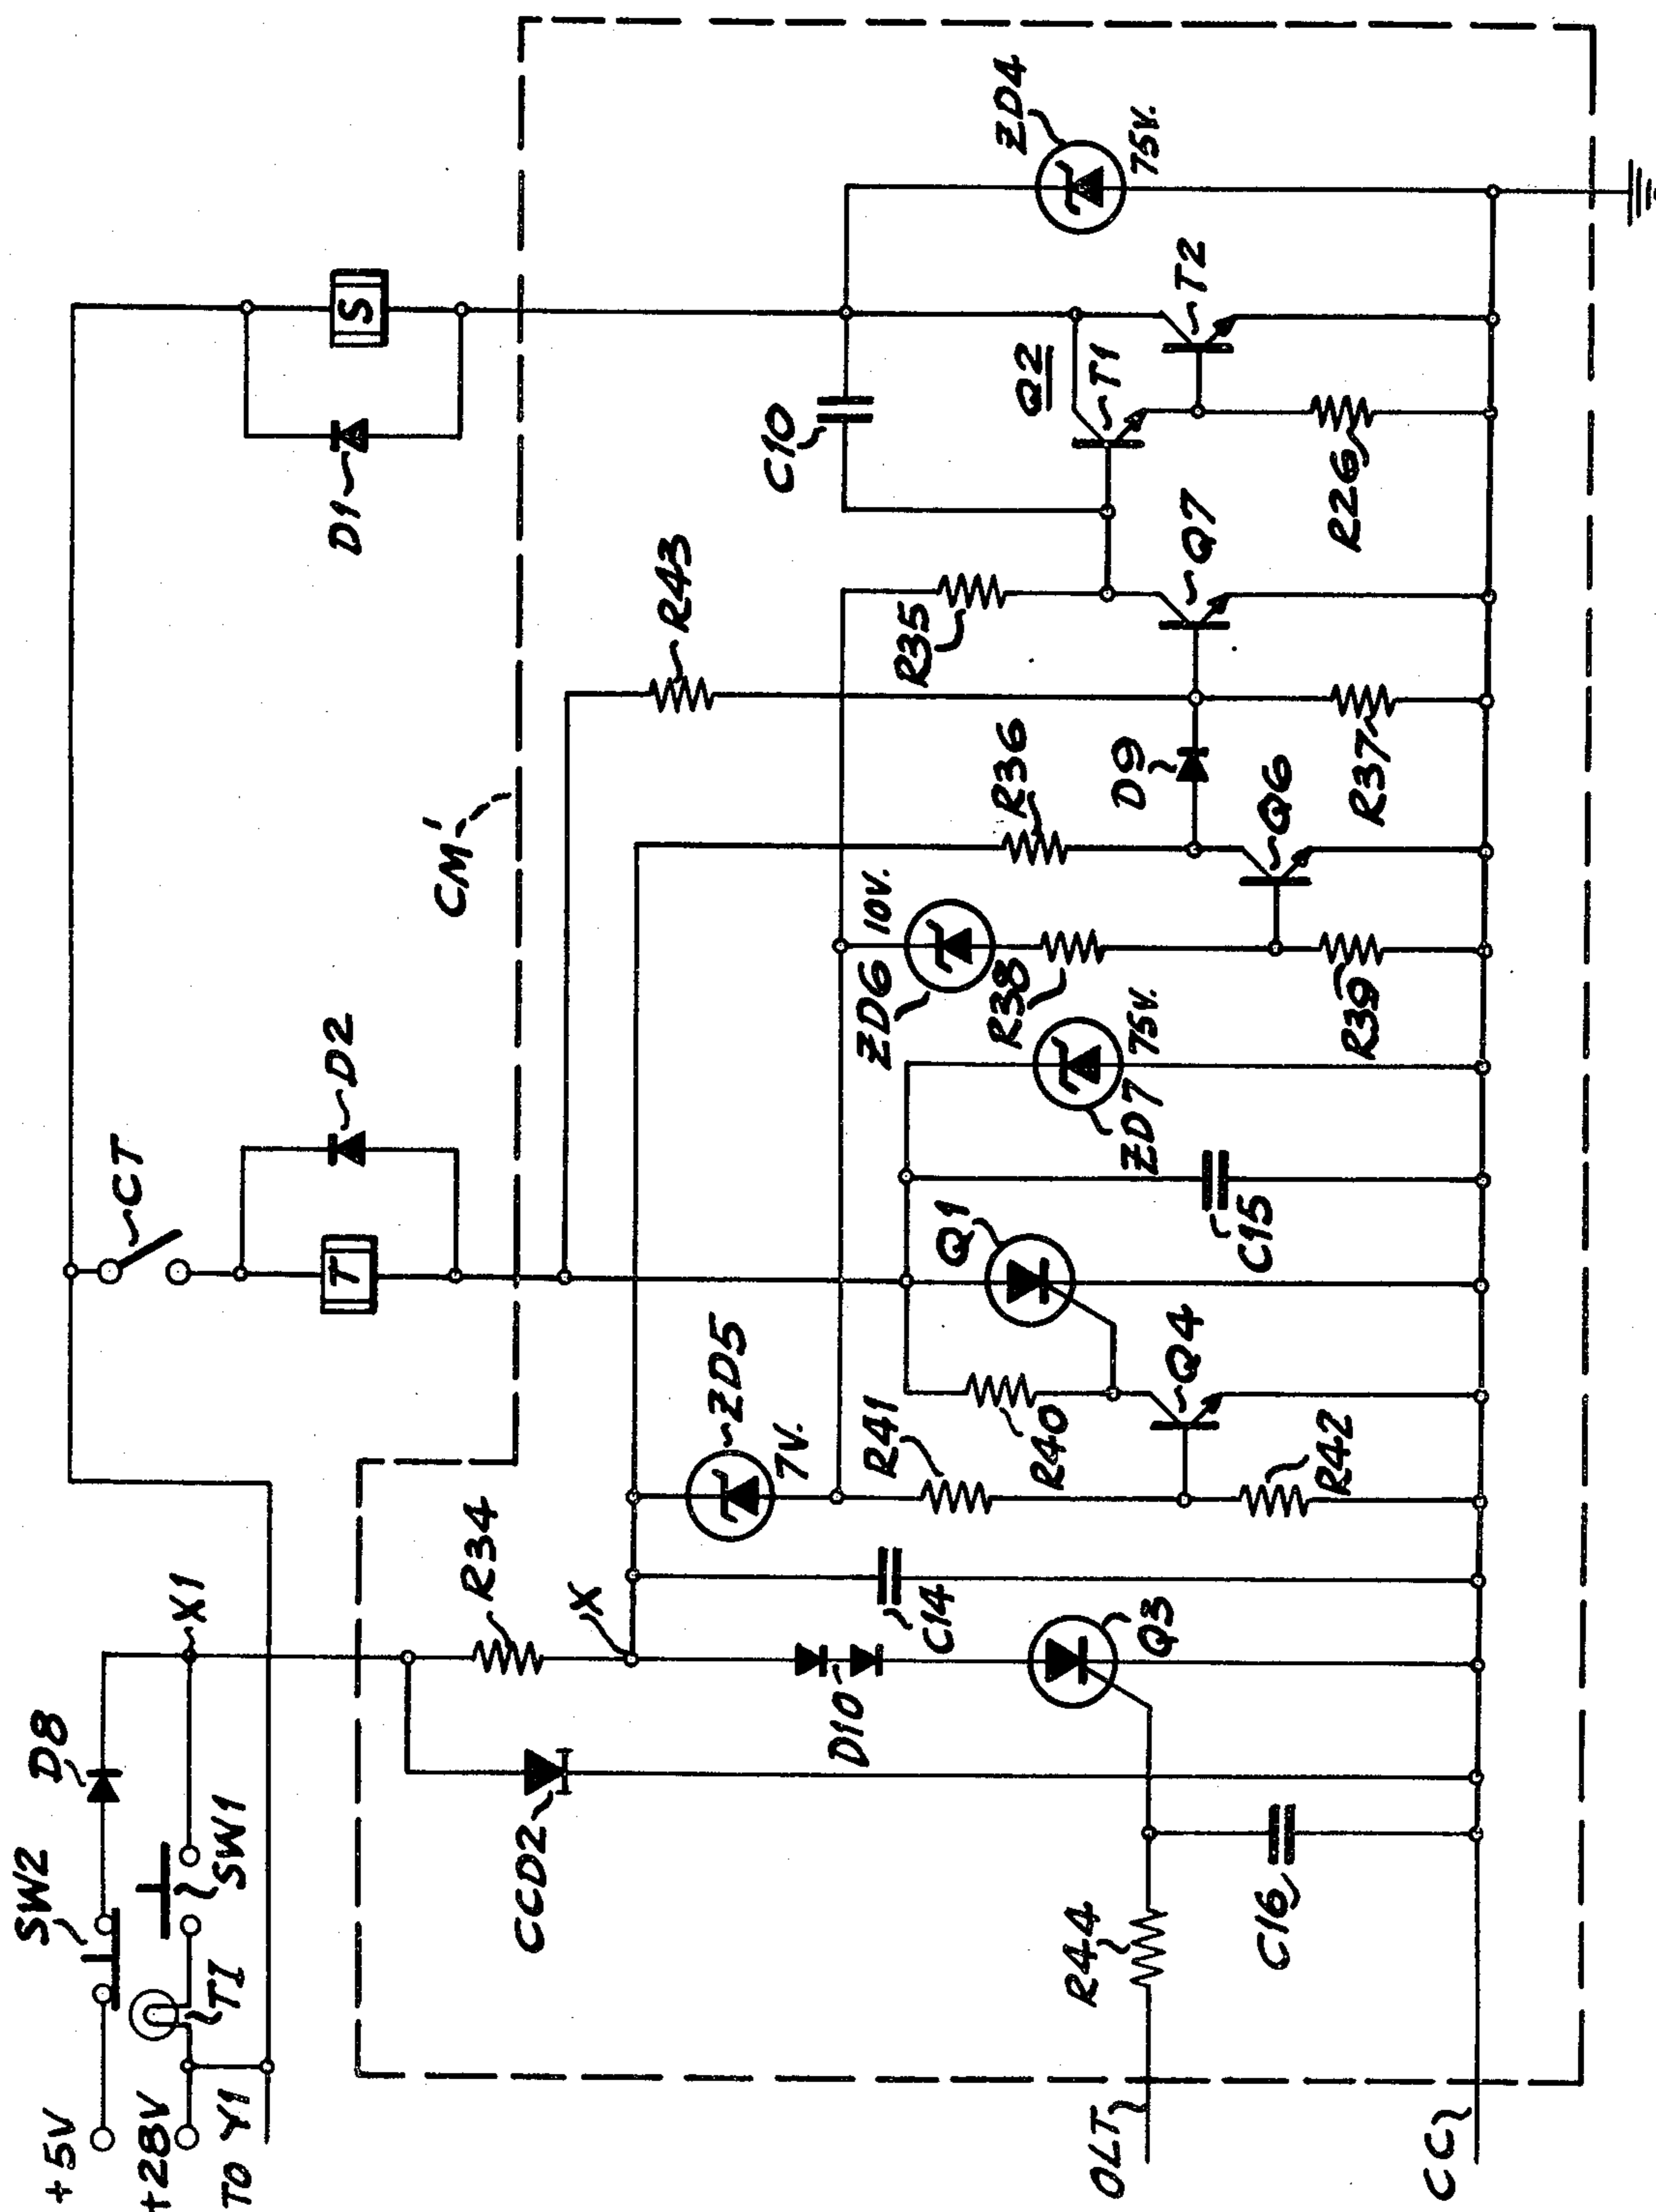 +5V
SW2
D8
+28V
TI
SW1
X1
TO Y1
CT
T
D2
S
D1
CM'
CCD2
R34
X
ZD5
7V.
R43
C10
ZD4
75V.
D10
C14
R41
R40
Q1
ZD6
10V.
R38
R36
R35
Q2
T1
T2
OLT
R44
Q3
Q4
C15
ZD7
75V.
D9
Q6
Q7
C16
R42
R39
R37
R26
CC